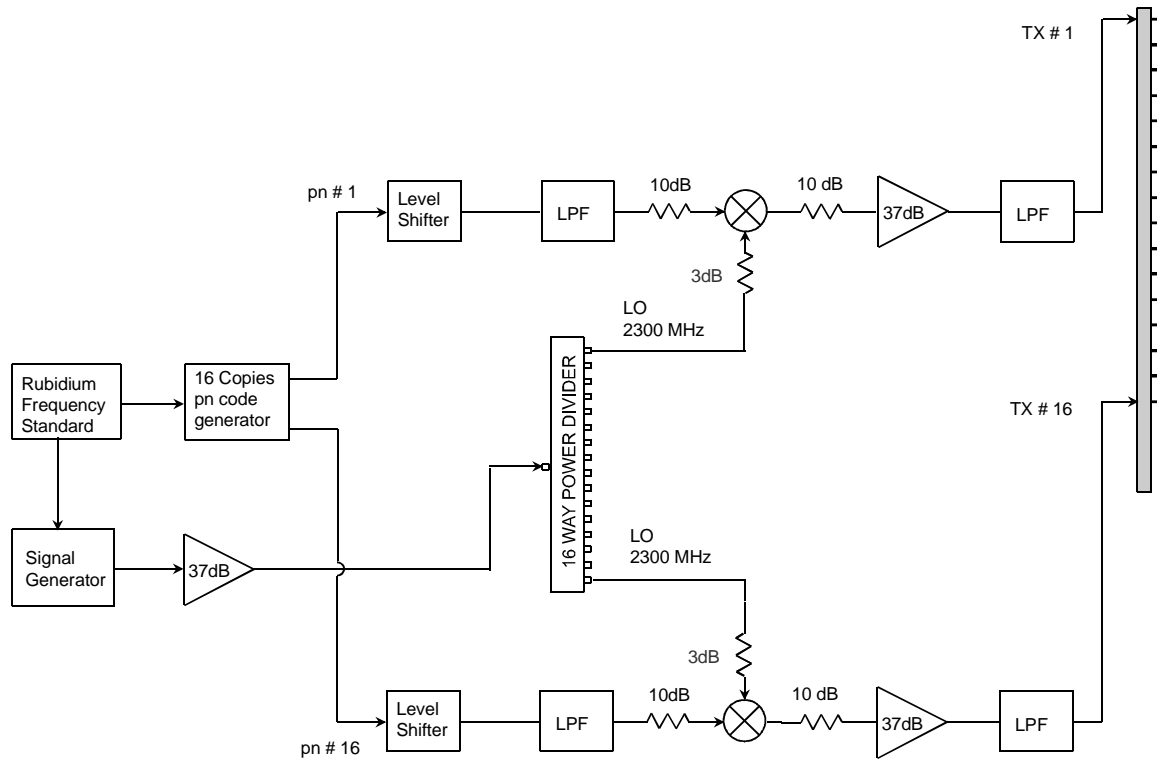 TX # 1
pn # 1
Level
Shifter
LPF
10dB
10 dB
37dB
LPF
3dB
LO
2300 MHz
Rubidium
Frequency
Standard
16 Copies
pn code
generator
16 WAY POWER DIVIDER
TX # 16
Signal
Generator
37dB
LO
2300 MHz
3dB
pn # 16
Level
Shifter
LPF
10dB
10 dB
37dB
LPF